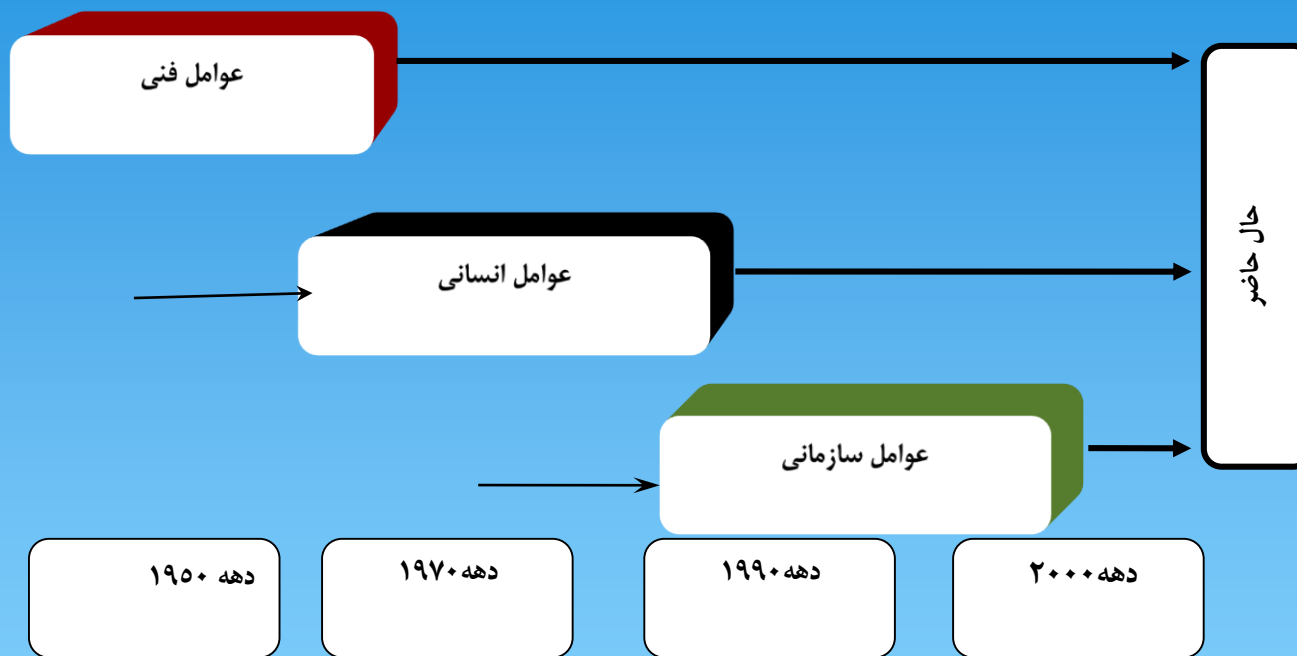 عوامل فنی
عوامل انسانی
عوامل سازمانی
حال حاضر
دهه ۱۹۵۰
دهه۱۹۷۰
دهه۱۹۹۰
دهه۲۰۰۰